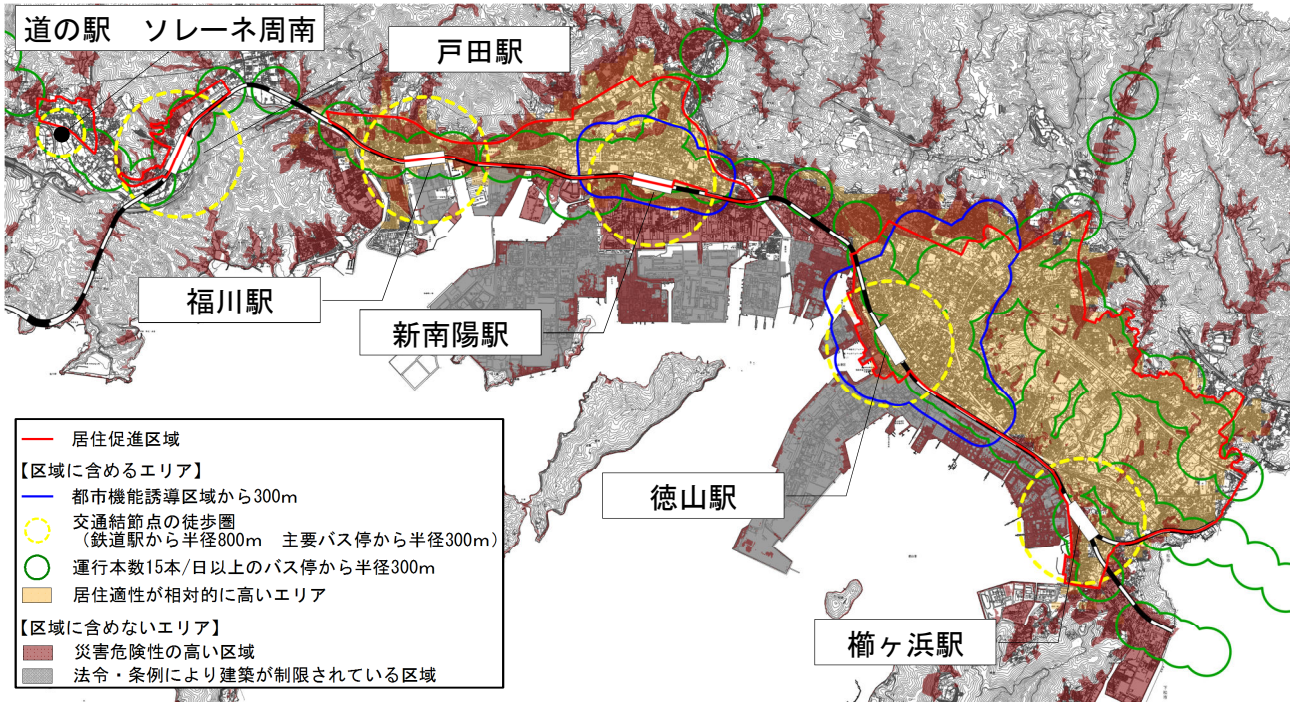 道の駅　ソレーネ周南
戸田駅
福川駅
新南陽駅
徳山駅
櫛ヶ浜駅
居住促進区域
【区域に含めるエリア】
都市機能誘導区域から300m
交通結節点の徒歩圏
（鉄道駅から半径800m　主要バス停から半径300m）
運行本数15本/日以上のバス停から半径300m
居住適性が相対的に高いエリア
【区域に含めないエリア】
災害危険性の高い区域
法令・条例により建築が制限されている区域